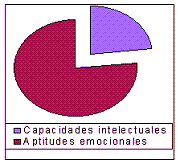 Capacidades intelectuales
Aptitudes emocionales